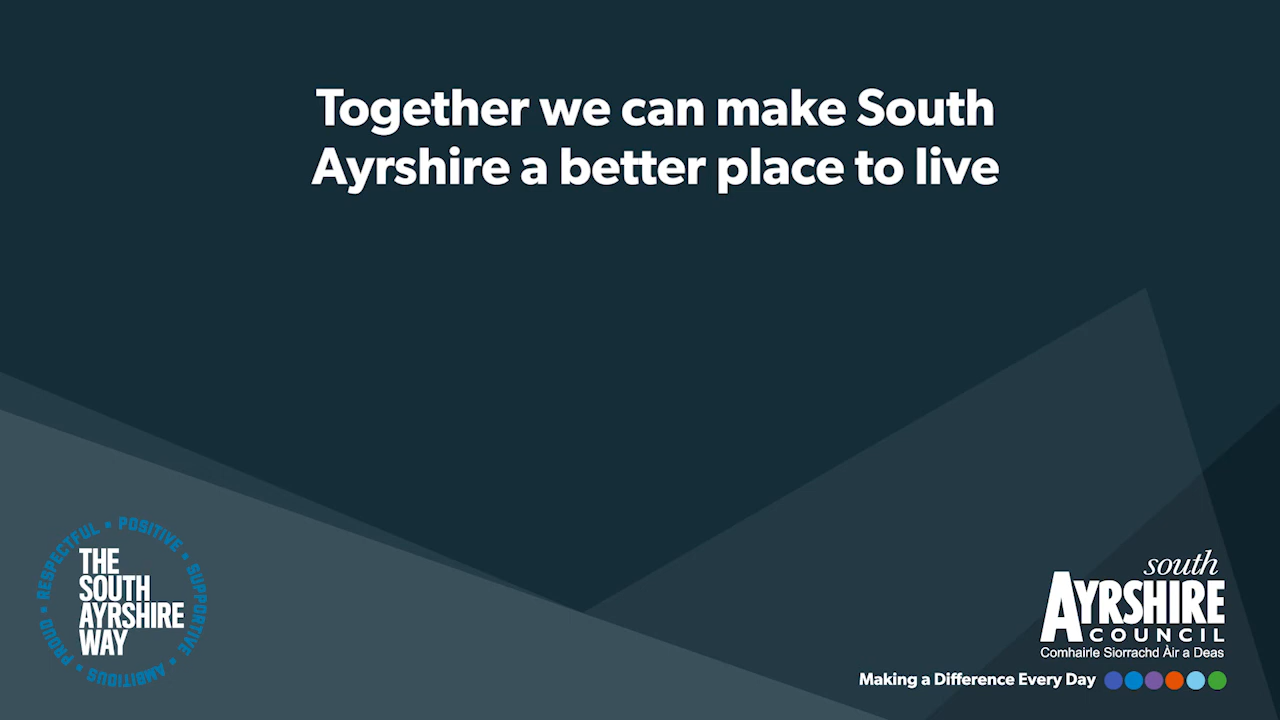 Together we can make South
Ayrshire a better place to live
RESPECTFUL • POSITIVE • SUPPORTIVE • AMBITIOUS • PROUD •
THE
SOUTH
AYRSHIRE
WAY
south
AYRSHIRE
COUNCIL
Comhairle Siorrachd Àir a Deas
Making a Difference Every Day